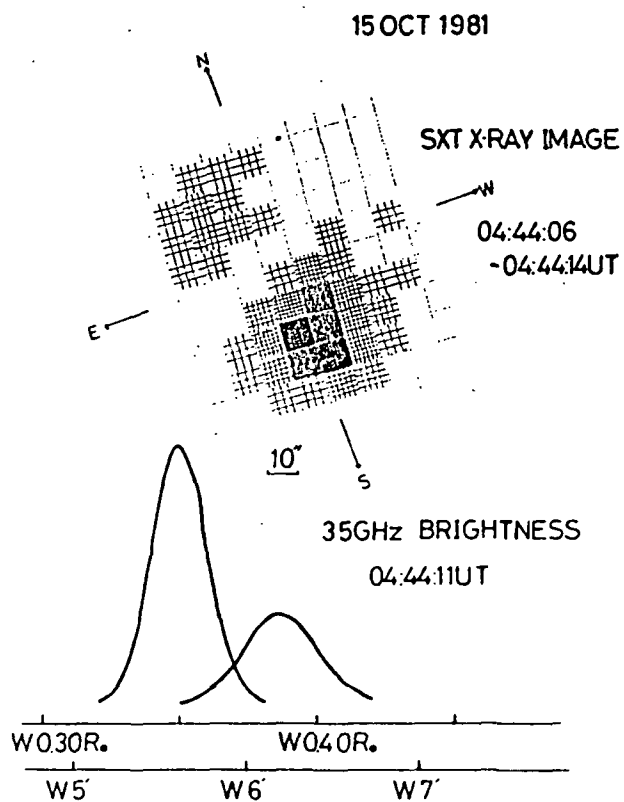 15 OCT 1981
N
SXT X-RAY IMAGE
W
04:44:06
-04:44:14UT
E
10"
S
35GHz BRIGHTNESS
04:44:11UT
W0.30R. W0.40R.
W5' W6' W7'